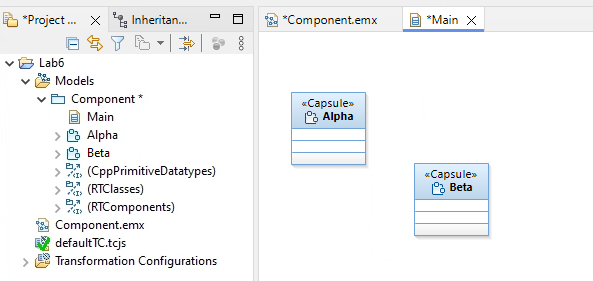 *Project ...
Inheritan...
*Component.emx
*Main
Lab6
Models
Component *
Main
Alpha
Beta
(CppPrimitiveDatatypes)
(RTClasses)
(RTComponents)
Component.emx
defaultTC.tcjs
Transformation Configurations
«Capsule»
Alpha
«Capsule»
Beta